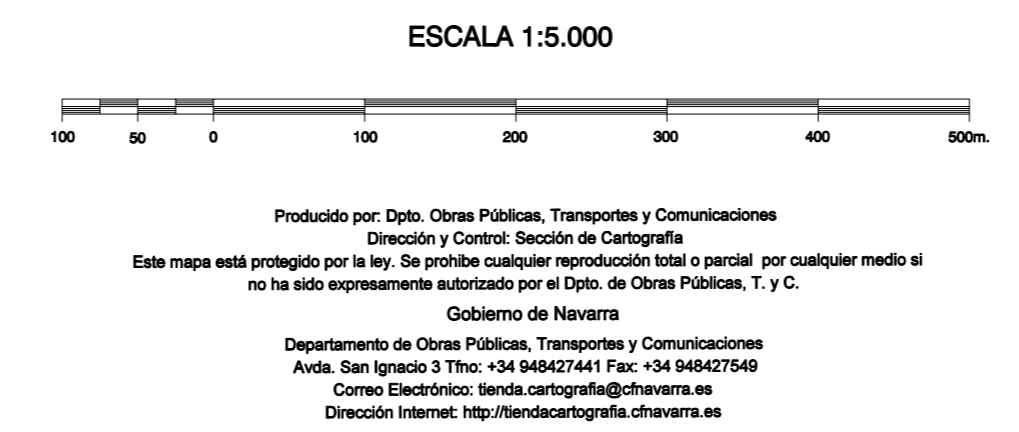 ESCALA 1:5.000
100 50 0 100 200 300 400 500m.
Producido por: Dpto. Obras Públicas, Transportes y Comunicaciones
Dirección y Control: Sección de Cartografía
Este mapa está protegido por la ley. Se prohibe cualquier reproducción total o parcial por cualquier medio si
no ha sido expresamente autorizado por el Dpto. de Obras Públicas, T. y C.
Gobierno de Navarra
Departamento de Obras Públicas, Transportes y Comunicaciones
Avda. San Ignacio 3 Tfno: +34 948427441 Fax: +34 948427549
Correo Electrónico: tienda.cartografia@cfnavarra.es
Dirección Internet: http://tiendacartografia.cfnavarra.es